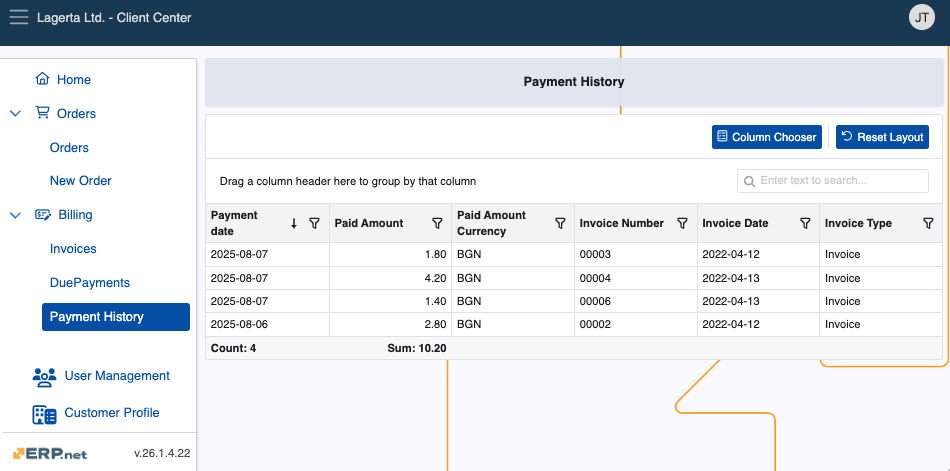 Lagerta Ltd. - Client Center
JT
Home
Orders
Orders
New Order
Billing
Invoices
DuePayments
Payment History
User Management
Customer Profile
ERP.net
v.26.1.4.22
Payment History
Column Chooser
Reset Layout
Drag a column header here to group by that column
Enter text to search...
Payment date Paid Amount Paid Amount Currency Invoice Number Invoice Date Invoice Type
2025-08-07 1.80 BGN 00003 2022-04-12 Invoice
2025-08-07 4.20 BGN 00004 2022-04-13 Invoice
2025-08-07 1.40 BGN 00006 2022-04-13 Invoice
2025-08-06 2.80 BGN 00002 2022-04-12 Invoice
Count: 4 Sum: 10.20